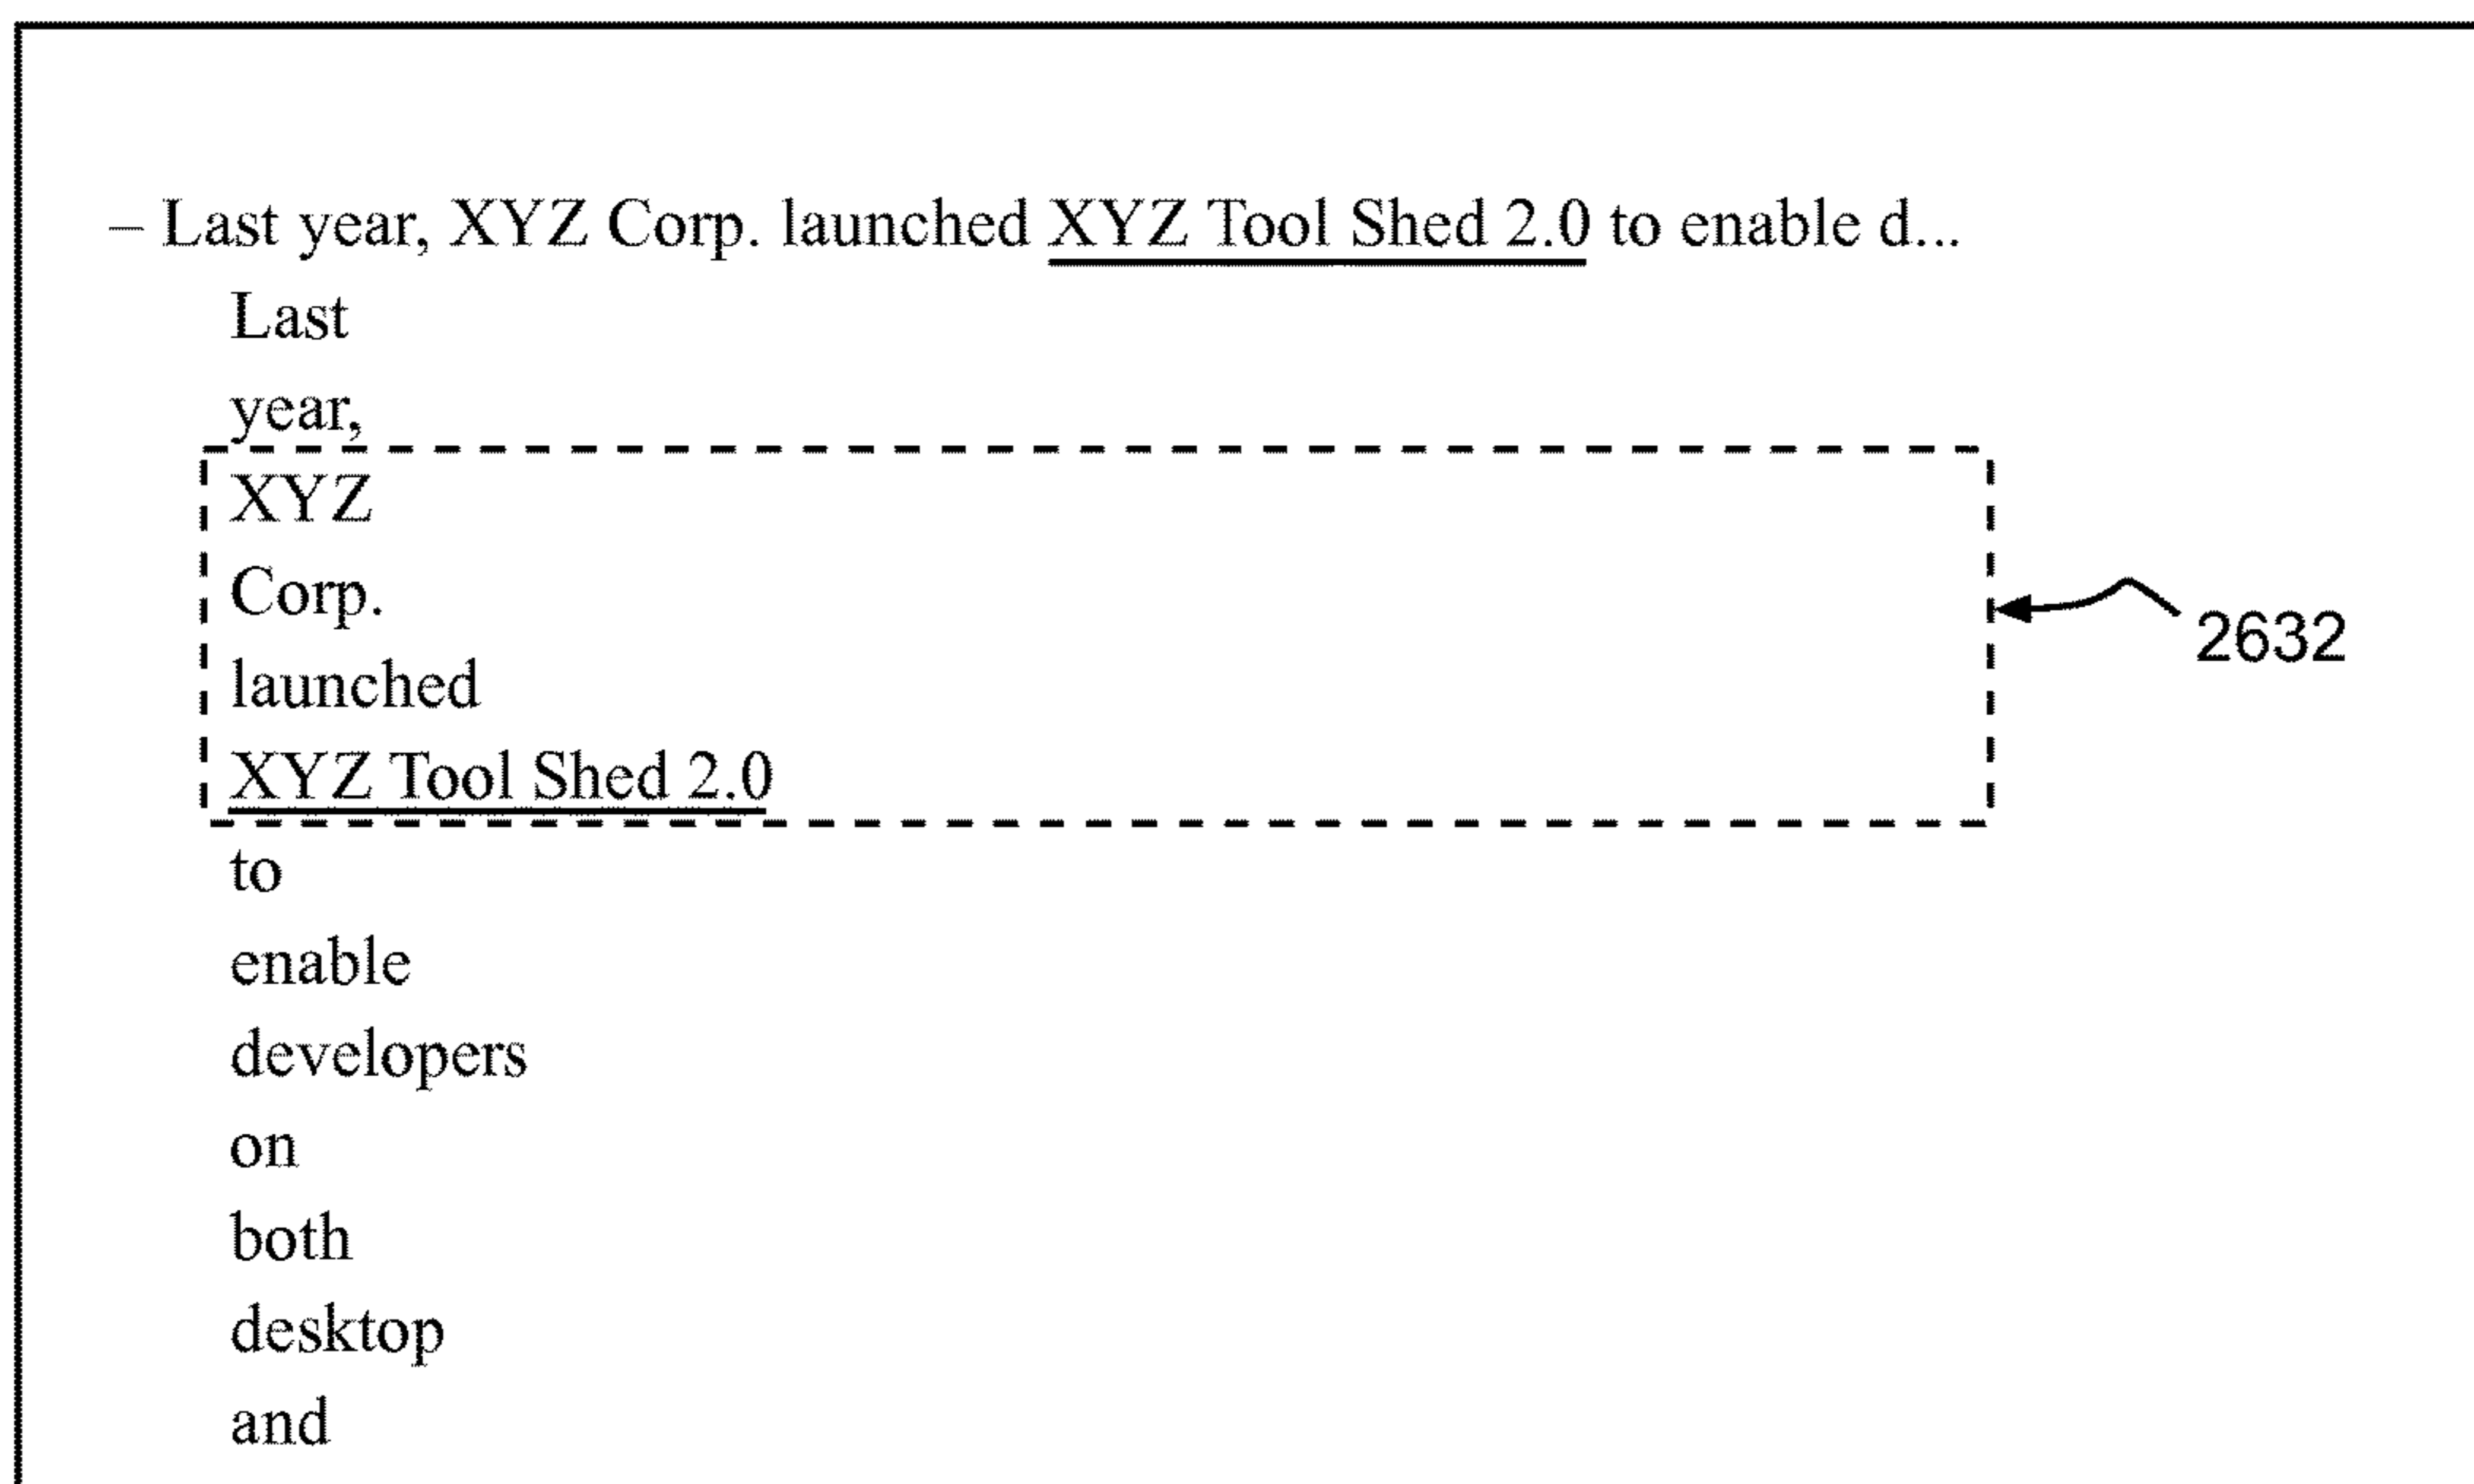 – Last year, XYZ Corp. launched XYZ Tool Shed 2.0 to enable d...
Last
year,
XYZ
Corp.
launched
XYZ Tool Shed 2.0
to
enable
developers
on
both
desktop
and
2632